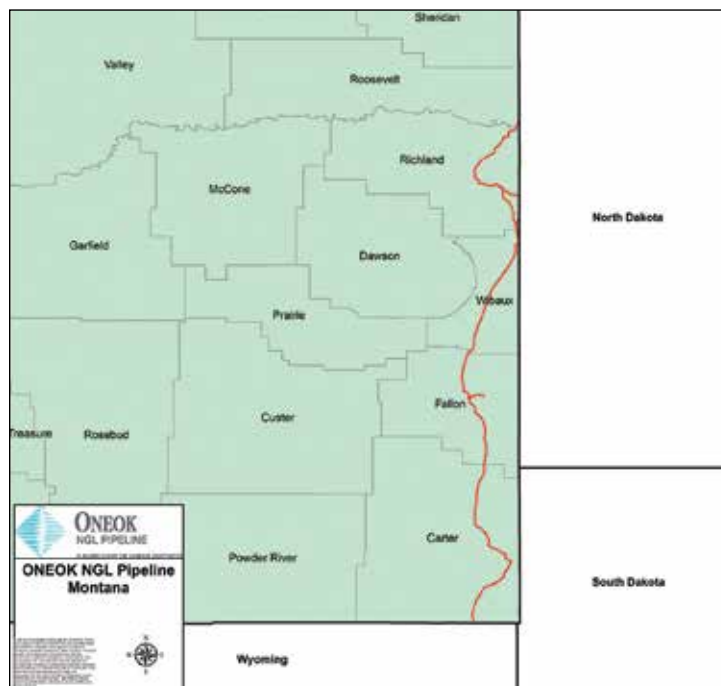 Sheridan
Valley
Roosevelt
Richland
McCone
North Dakota
Garfield
Dawson
Wibaux
Prairie
Fallon
Custer
Treasure
Rosebud
ONEOK
NGL PIPELINE
Carter
Powder River
ONEOK NGL Pipeline
Montana
South Dakota
N
S
Wyoming